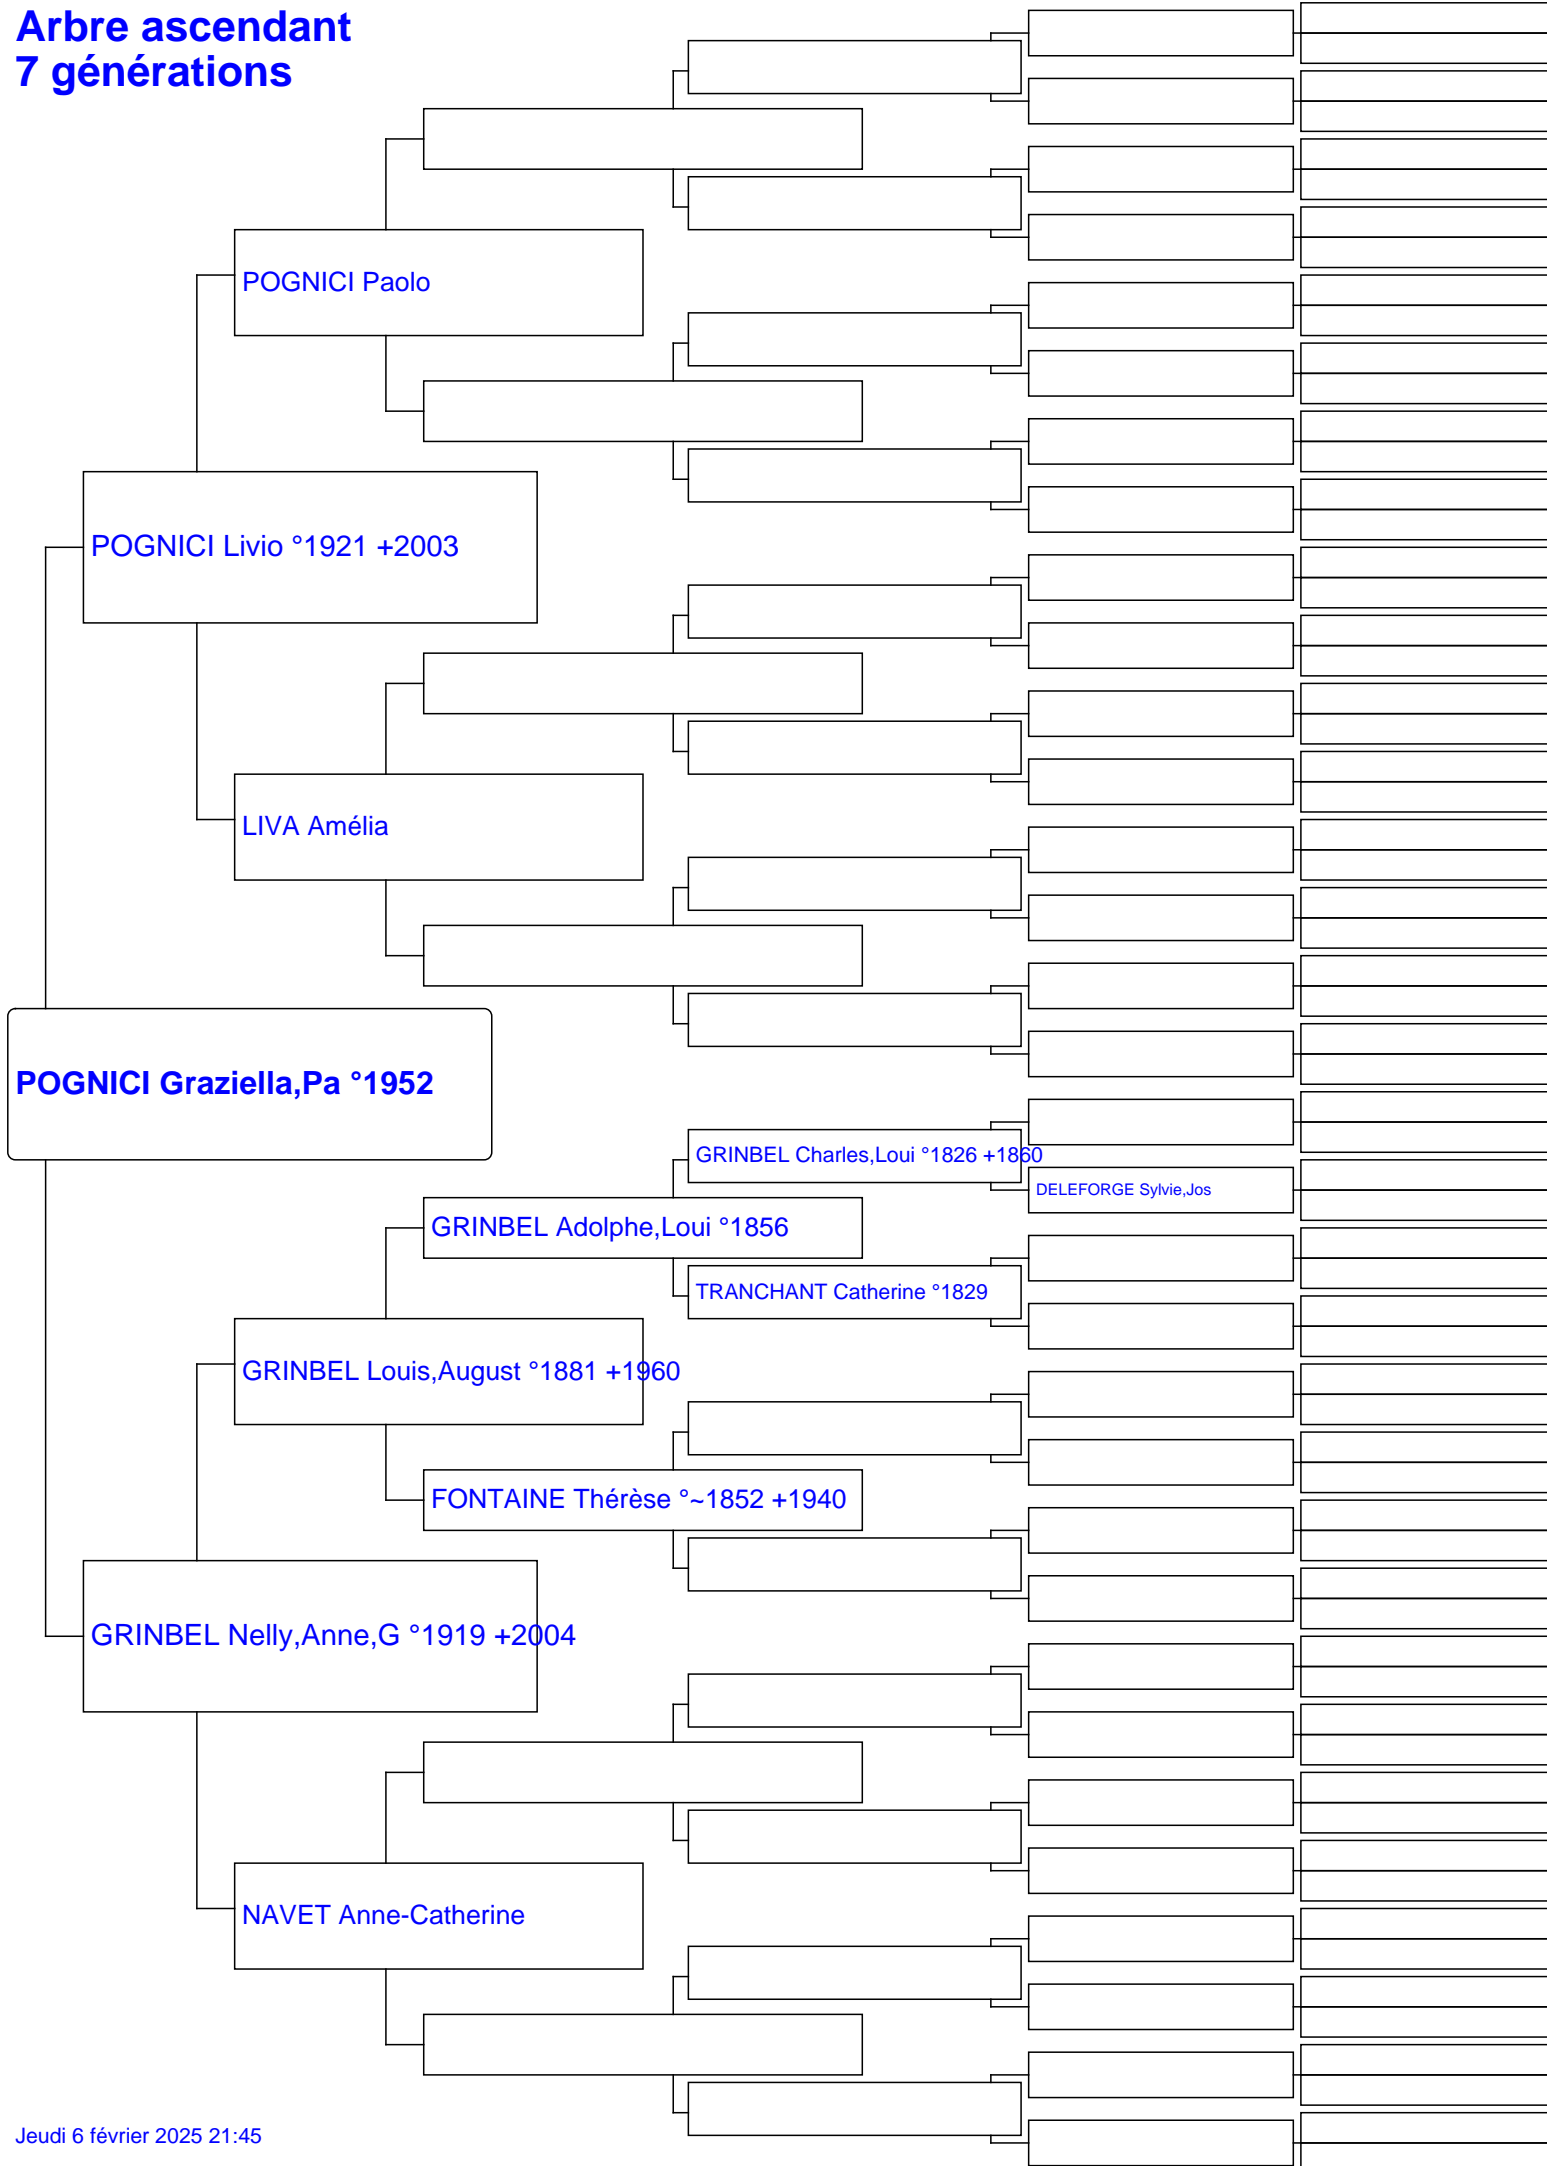 Arbre ascendant
7 générations
POGNICI Paolo
POGNICI Livio °1921 +2003
LIVA Amélia
POGNICI Graziella,Pa °1952
GRINBEL Charles,Loui °1826 +1860
DELEFORGE Sylvie,Jos
GRINBEL Adolphe,Loui °1856
TRANCHANT Catherine °1829
GRINBEL Louis,August °1881 +1960
FONTAINE Thérèse °~1852 +1940
GRINBEL Nelly,Anne,G °1919 +2004
NAVET Anne-Catherine
Jeudi 6 février 2025 21:45